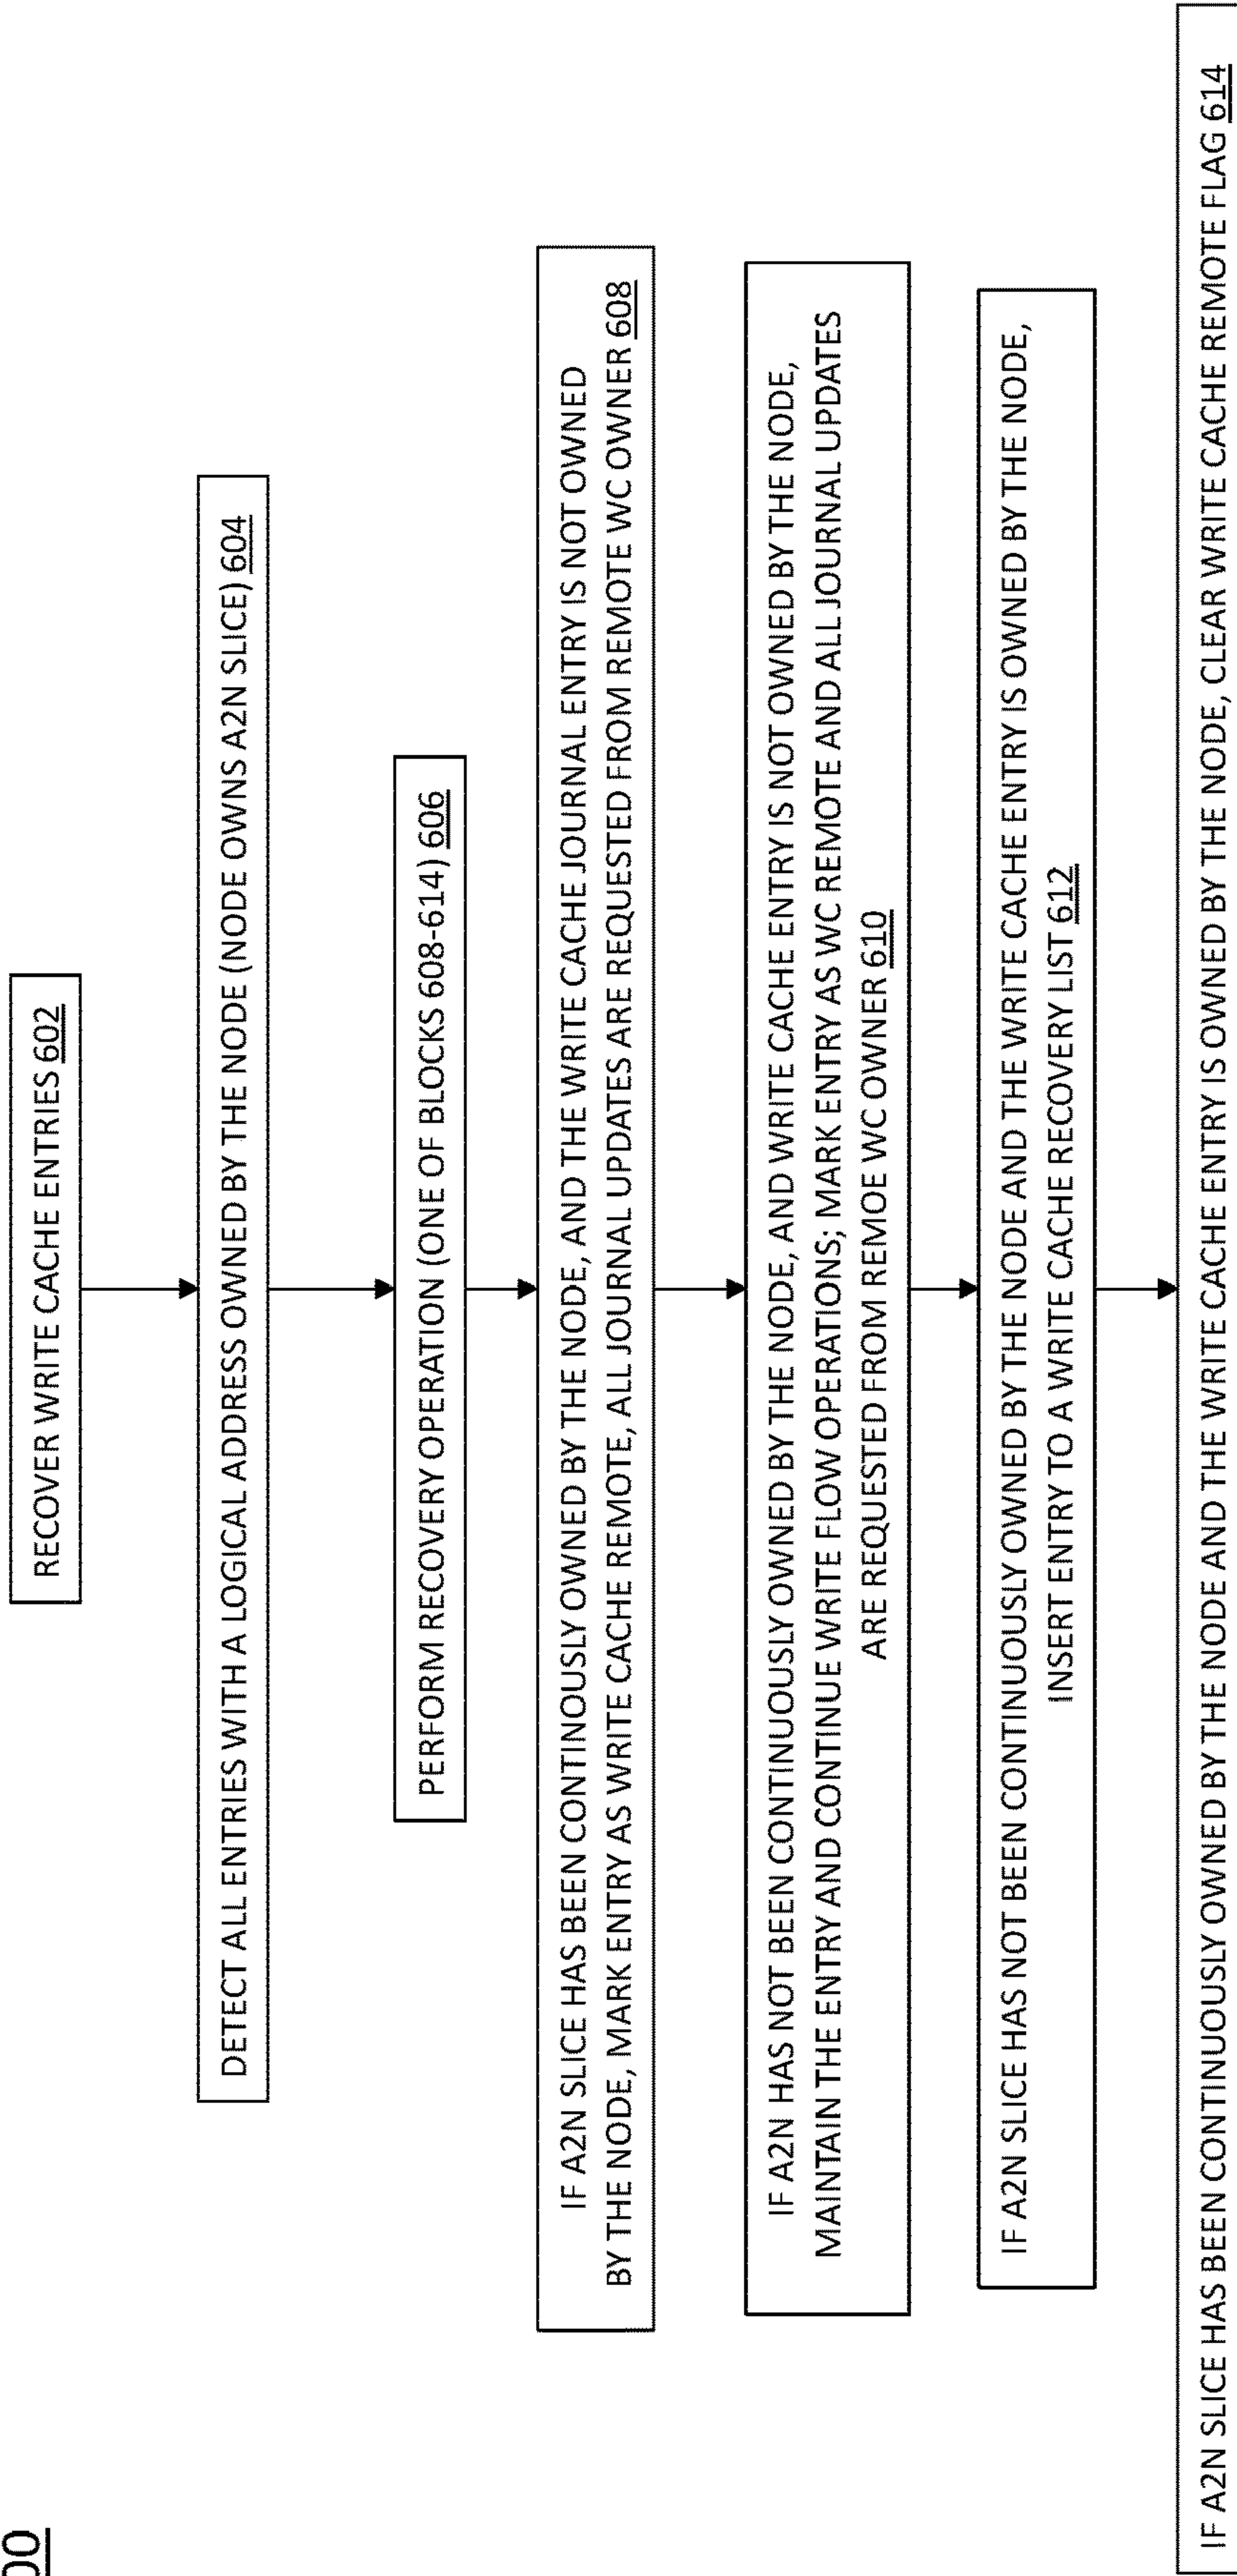 00
RECOVER WRITE CACHE ENTRIES 602
DETECT ALL ENTRIES WITH A LOGICAL ADDRESS OWNED BY THE NODE (NODE OWNS A2N SLICE) 604
PERFORM RECOVERY OPERATION (ONE OF BLOCKS 608-614) 606
IF A2N SLICE HAS BEEN CONTINOUSLY OWNED BY THE NODE, AND THE WRITE CACHE JOURNAL ENTRY IS NOT OWNED
BY THE NODE, MARK ENTRY AS WRITE CACHE REMOTE, ALL JOURNAL UPDATES ARE REQUESTED FROM REMOTE WC OWNER 608
IF A2N HAS NOT BEEN CONTINUOUSLY OWNED BY THE NODE, AND WRITE CACHE ENTRY IS NOT OWNED BY THE NODE,
MAINTAIN THE ENTRY AND CONTINUE WRITE FLOW OPERATIONS; MARK ENTRY AS WC REMOTE AND ALL JOURNAL UPDATES
ARE REQUESTED FROM REMOE WC OWNER 610
IF A2N SLICE HAS NOT BEEN CONTINUOUSLY OWNED BY THE NODE AND THE WRITE CACHE ENTRY IS OWNED BY THE NODE,
INSERT ENTRY TO A WRITE CACHE RECOVERY LIST 612
IF A2N SLICE HAS BEEN CONTINUOUSLY OWNED BY THE NODE AND THE WRITE CACHE ENTRY IS OWNED BY THE NODE, CLEAR WRITE CACHE REMOTE FLAG 614